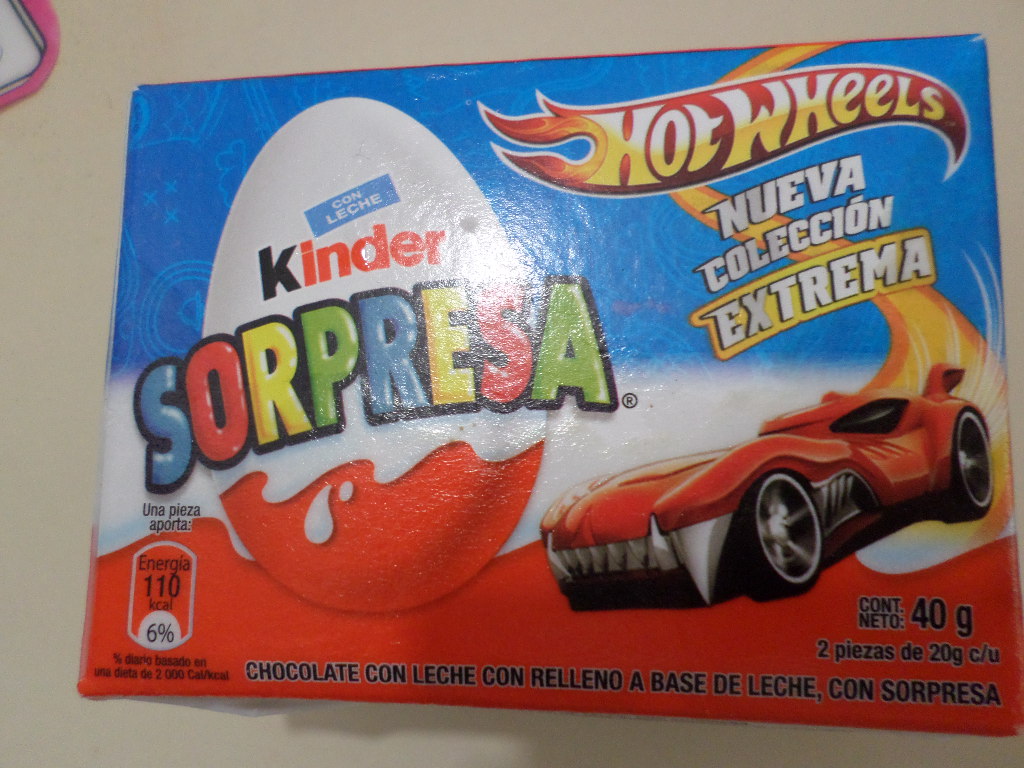 HOT WHEELS
NUEVA
COLECCIÓN
EXTREMA
CON
LECHE
Kinder
SORPRESA®
Una pieza
aporta:
Energía
110
kcal
6%
% diario basado en
una dieta de 2 000 Cal/kcal
CONT.
NETO: 40 g
2 piezas de 20g c/u
CHOCOLATE CON LECHE CON RELLENO A BASE DE LECHE, CON SORPRESA